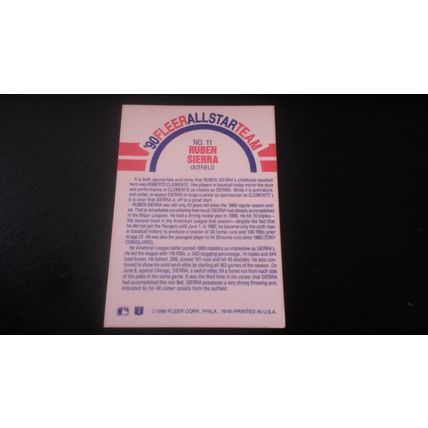 '90 FLEER ALL STAR TEAM
NO. 11
RUBEN
SIERRA
OUTFIELD
It is both appropriate and ironic that RUBEN SIERRA's childhood baseball
hero was ROBERTO CLEMENTE. Few players in baseball today mirror the style
and performance of CLEMENTE as closely as SIERRA. While it is premature,
and unfair, to expect SIERRA to forge a career as spectacular as CLEMENTE's
it is clear that SIERRA is off to a great start.
RUBEN SIERRA was still only 23 years old when the 1989 regular season end-
ed. That is remarkable considering how much SIERRA had already accomplished
in the Major Leagues. He had a strong rookie year in 1986. He hit 10 triples—
the second most in the American League that season—despite the fact that
he did not join the Rangers until June 1. In 1987, he became only the man
in baseball history to produce a season of 30 home runs and 100 RBIs prior
to age 22. He was also the youngest player to hit 30 home runs since 1965 (TONY
CONIGLIARO).
No American League batter posted 1989 statistics as impressive as SIERRA's.
He led the league with 119 RBIs, a .543 slugging percentage, 14 triples and 344
total bases. He batted .306, scored 101 runs and hit 35 doubles. He also con-
tinued to show his solid work ethic by starting all 162 games of the season. On
June 8, against Chicago, SIERRA, a switch hitter, hit a home run from each side
of the plate in the same game. It was the third time in his career that SIERRA
had accomplished this rare feat. SIERRA possesses a very strong throwing arm,
indicated by his 46 career assists from the outfield.
©1990 FLEER CORP., PHILA., 19141-PRINTED IN U.S.A.